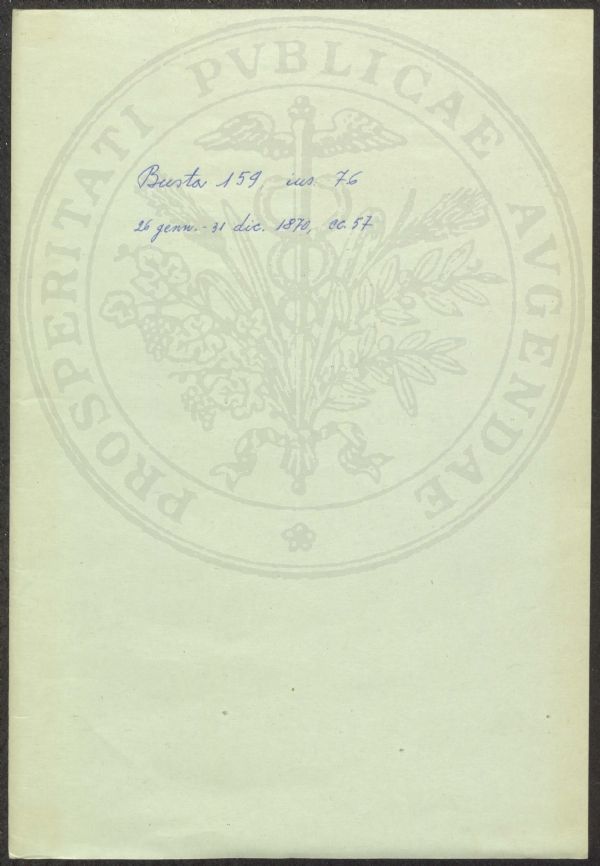 PROSPERITATI PVBLICAE AVGENDAE
Busta 159, ins. 76
26 genn. - 31 dic. 1870, cc. 57